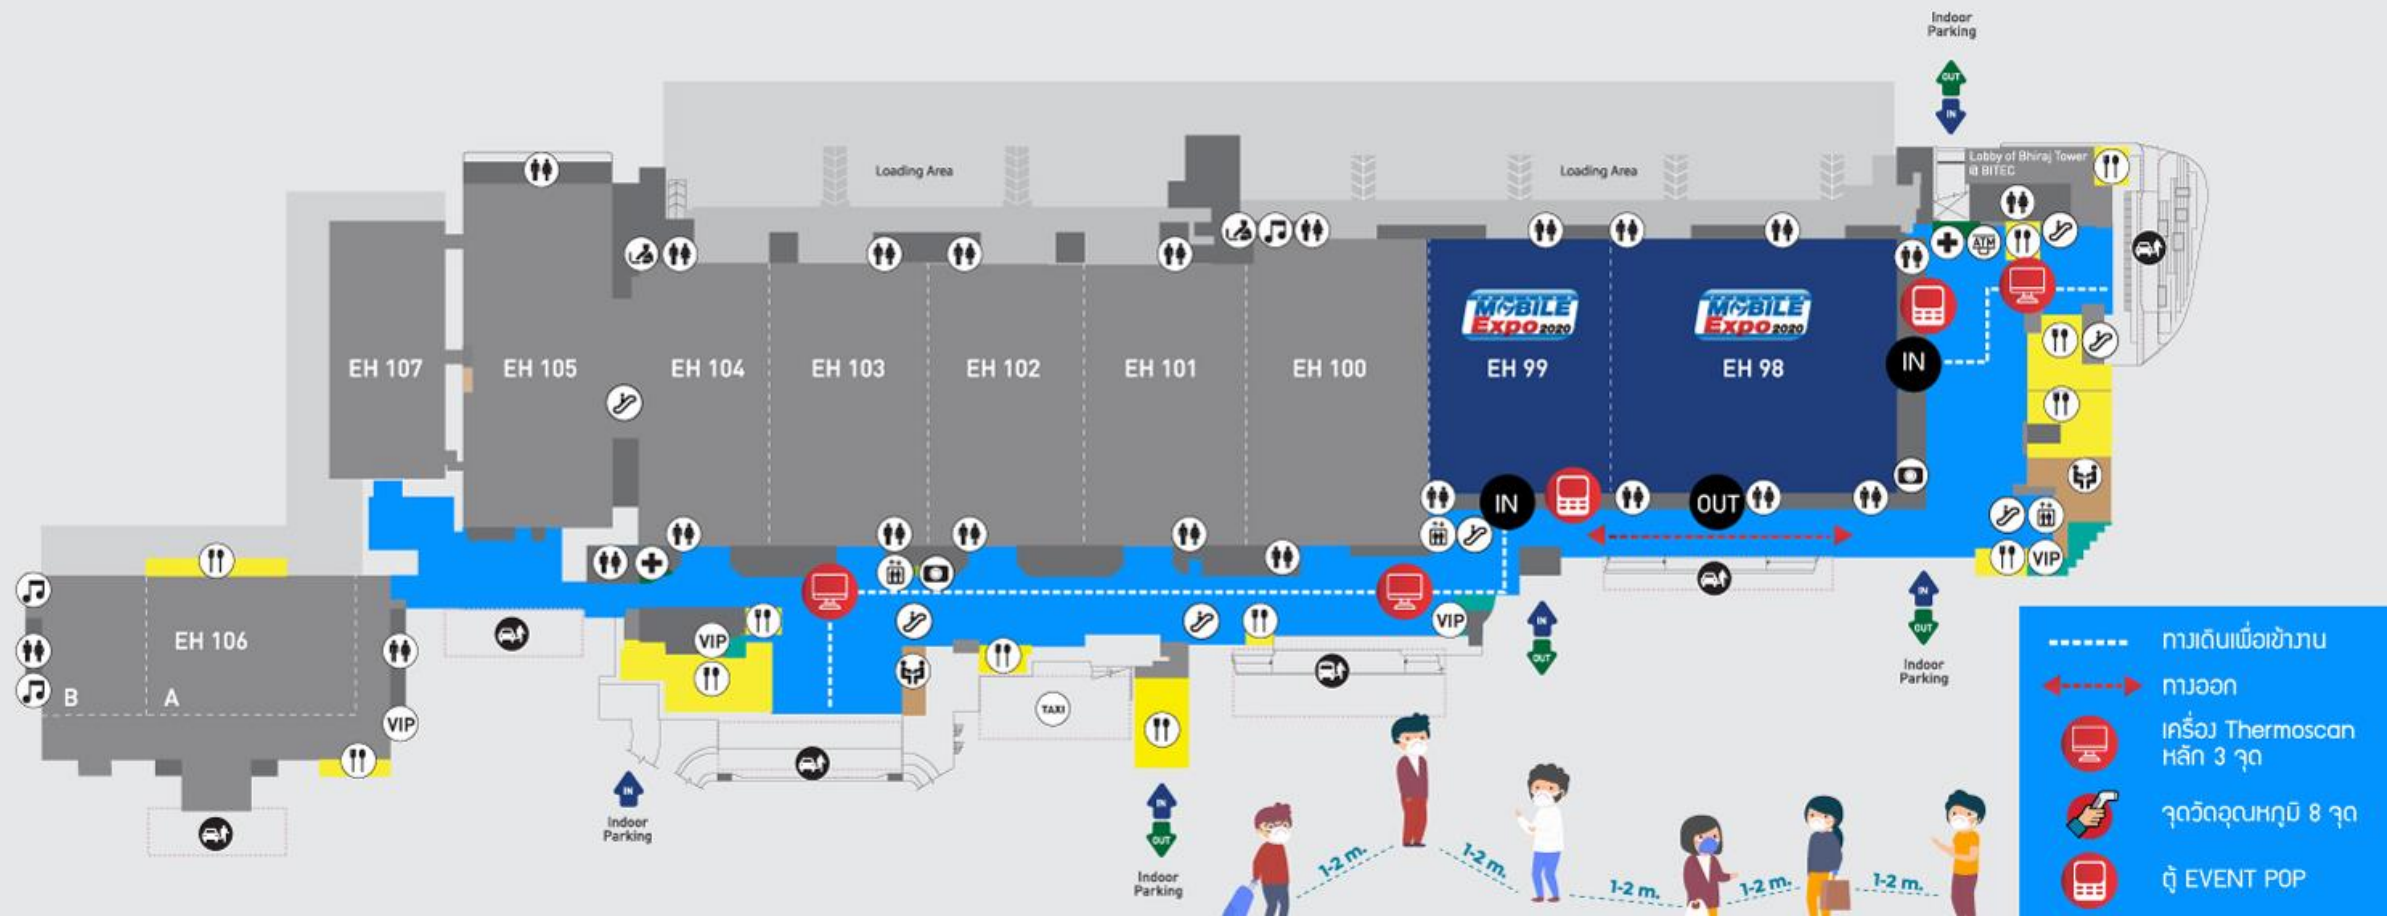 Indoor
Parking
OUT
IN
Loading Area
Loading Area
Lobby of Bhiraj Tower
@ BITEC
ATM
MOBILE
Expo 2020
MOBILE
Expo 2020
EH 107
EH 105
EH 104
EH 103
EH 102
EH 101
EH 100
EH 99
EH 98
IN
IN
OUT
VIP
EH 106
B
A
VIP
VIP
VIP
TAXI
IN
OUT
IN
OUT
Indoor
Parking
IN
Indoor
Parking
IN
OUT
Indoor
Parking
1-2 m.
1-2 m.
1-2 m.
1-2 m.
1-2 m.
ทางเดินเพื่อเข้างาน
ทางออก
เครื่อง Thermoscan
หลัก 3 จุด
จุดวัดอุณหภูมิ 8 จุด
ตู้ EVENT POP